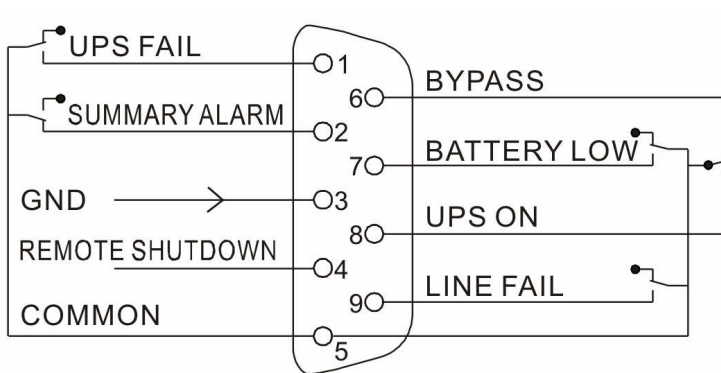 UPS FAIL
1
BYPASS
6
SUMMARY ALARM
2
BATTERY LOW
7
GND
3
UPS ON
8
REMOTE SHUTDOWN
4
LINE FAIL
9
COMMON
5